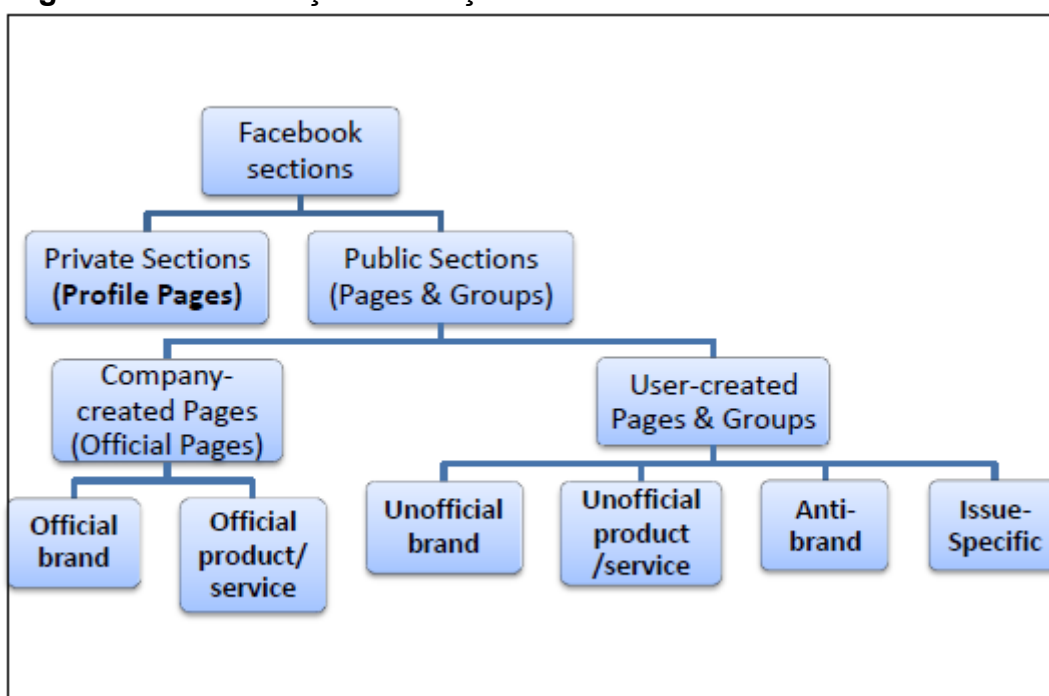 Facebook
sections
Private Sections
(Profile Pages)
Public Sections
(Pages & Groups)
Company-
created Pages
(Official Pages)
User-created
Pages & Groups
Official
brand
Official
product/
service
Unofficial
brand
Unofficial
product
/service
Anti-
brand
Issue-
Specific